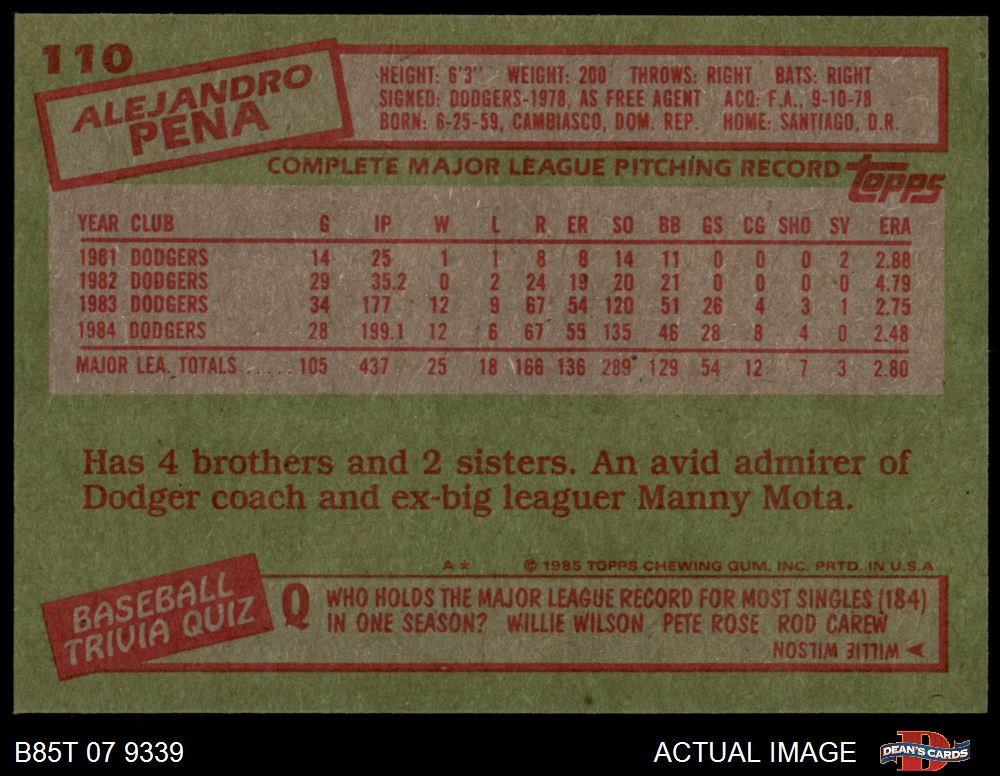 110
ALEJANDRO
PENA
HEIGHT: 6'3" WEIGHT: 200 THROWS: RIGHT BATS: RIGHT
SIGNED: DODGERS-1978, AS FREE AGENT ACQ: F.A., 9-10-78
BORN: 6-25-59, CAMBIASCO, DOM. REP. HOME: SANTIAGO, D.R.
COMPLETE MAJOR LEAGUE PITCHING RECORD topps
YEAR CLUB G IP W L R ER SO BB GS CG SHO SV ERA
1981 DODGERS 14 25 1 1 8 8 14 11 0 0 0 2 2.88
1982 DODGERS 29 35.2 0 2 24 19 20 21 0 0 0 0 4.79
1983 DODGERS 34 177 12 9 67 54 120 51 26 4 3 1 2.75
1984 DODGERS 28 199.1 12 6 67 55 135 46 28 8 4 0 2.48
MAJOR LEA. TOTALS ..... 105 437 25 18 166 136 289 129 54 12 7 3 2.80
Has 4 brothers and 2 sisters. An avid admirer of
Dodger coach and ex-big leaguer Manny Mota.
A* © 1985 TOPPS CHEWING GUM, INC. PRTD. IN U.S.A
BASEBALL
TRIVIA QUIZ
Q WHO HOLDS THE MAJOR LEAGUE RECORD FOR MOST SINGLES (184)
IN ONE SEASON? WILLIE WILSON PETE ROSE ROD CAREW
WILLIE WILSON
B85T 07 9339
ACTUAL IMAGE
DEAN'S CARDS